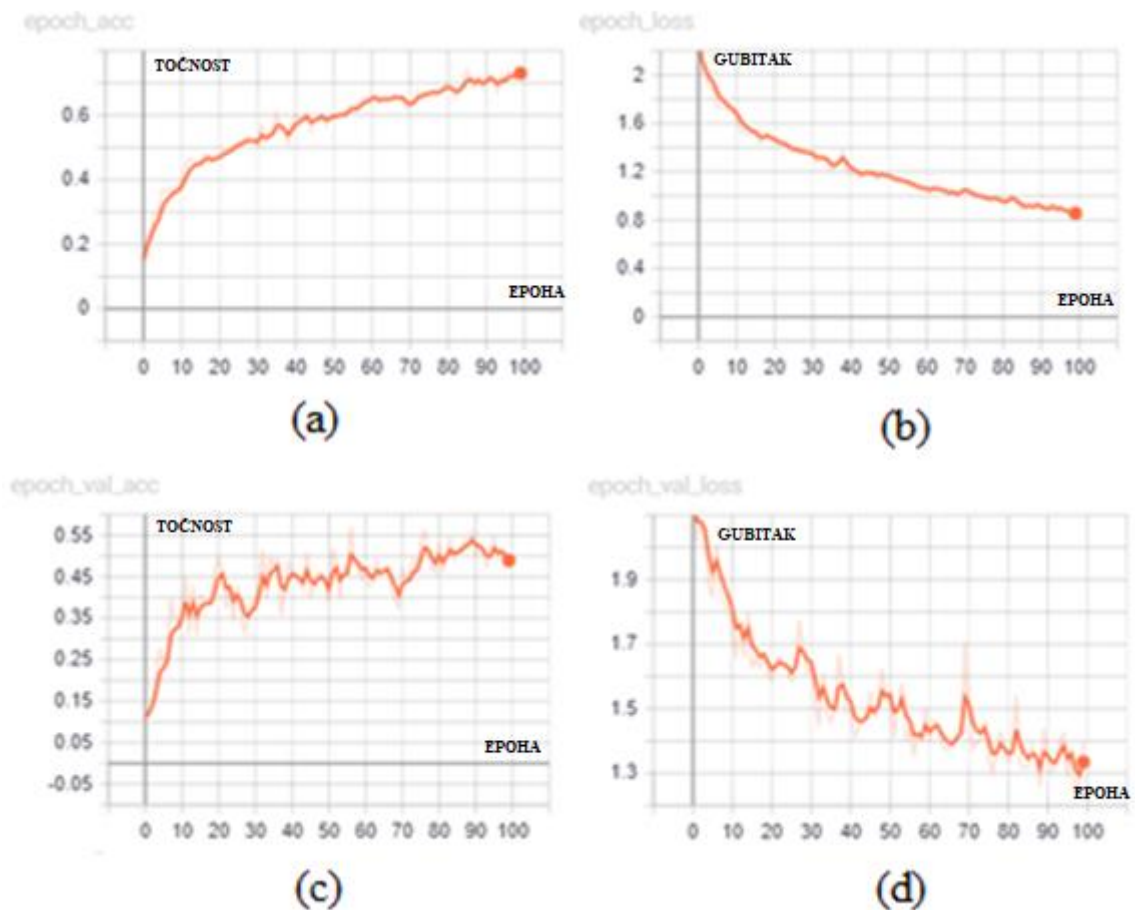 epoch_acc
TOČNOST
0.6
0.4
0.2
0
EPOHA
0 10 20 30 40 50 60 70 80 90 100
(a)
epoch_loss
GUBITAK
2
1.6
1.2
0.8
0.4
0
EPOHA
0 10 20 30 40 50 60 70 80 90 100
(b)
epoch_val_acc
TOČNOST
0.55
0.45
0.35
0.25
0.15
0.05
-0.05
EPOHA
0 10 20 30 40 50 60 70 80 90 100
(c)
epoch_val_loss
GUBITAK
1.9
1.7
1.5
1.3
EPOHA
0 10 20 30 40 50 60 70 80 90 100
(d)